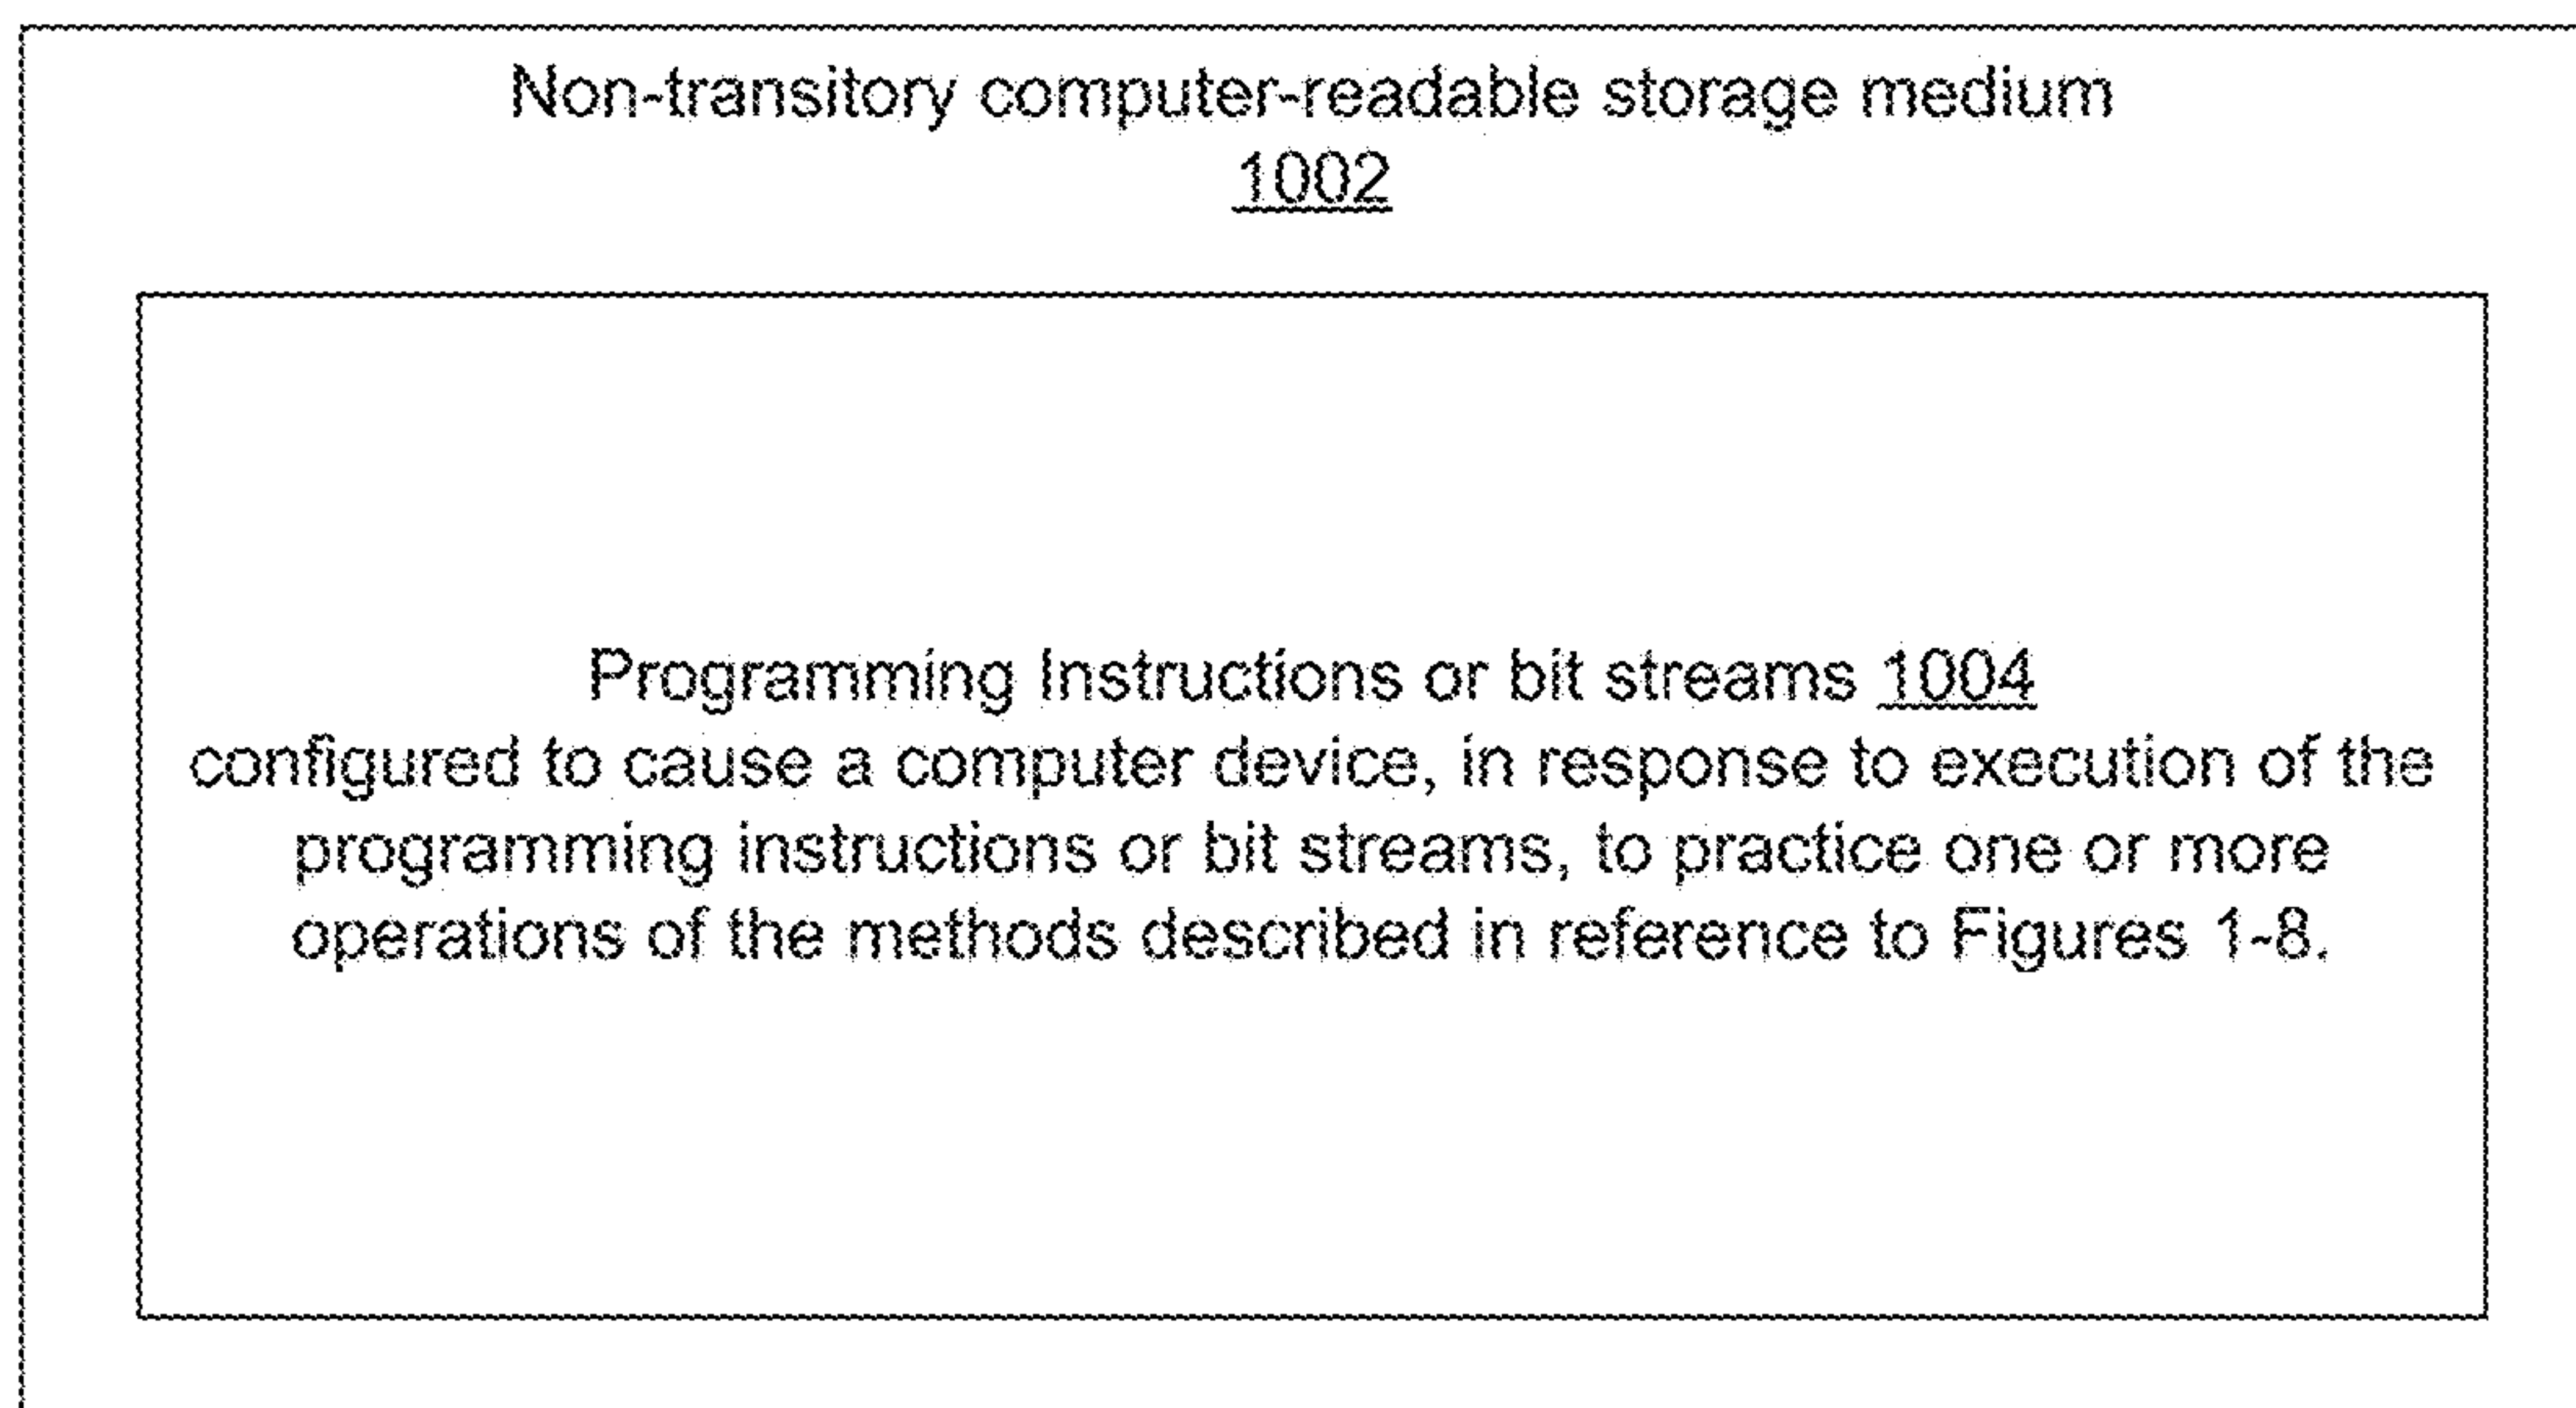 Non-transitory computer-readable storage medium
1002
Programming Instructions or bit streams 1004
configured to cause a computer device, in response to execution of the
programming instructions or bit streams, to practice one or more
operations of the methods described in reference to Figures 1-8.